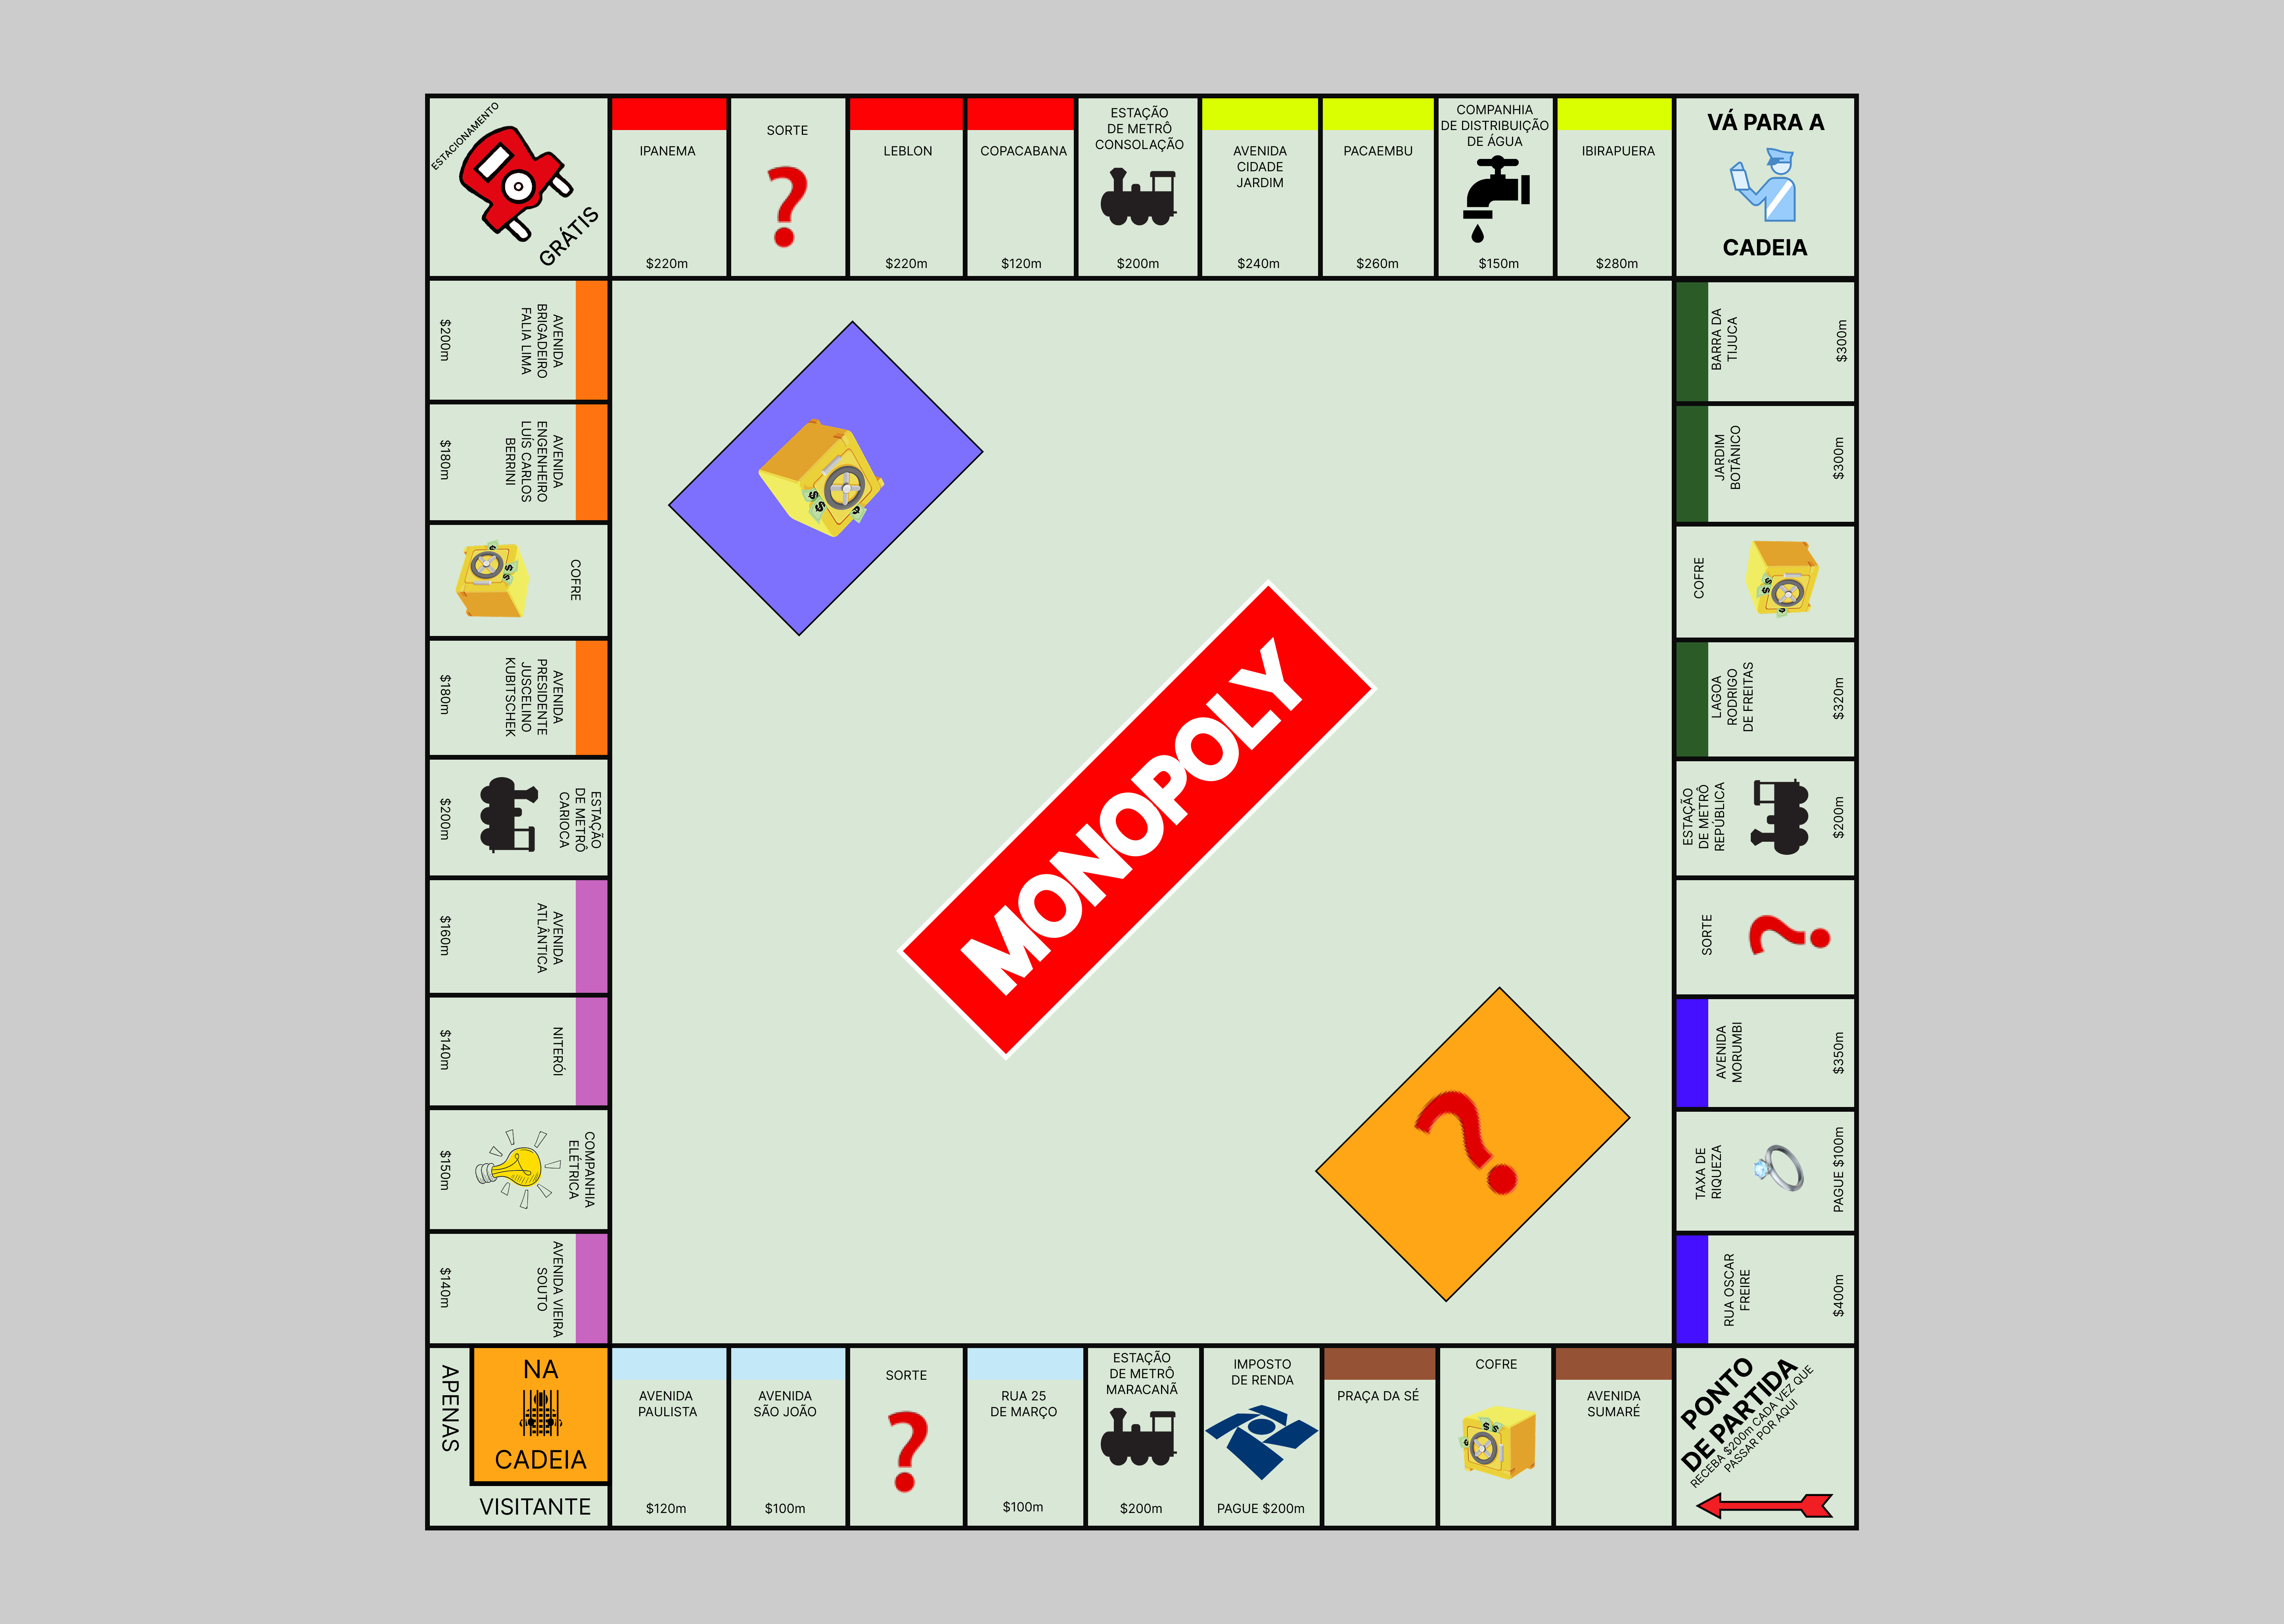 ESTACIONAMENTO
GRÁTIS
IPANEMA
$220m
SORTE
?
LEBLON
$220m
COPACABANA
$120m
ESTAÇÃO
DE METRÔ
CONSOLAÇÃO
$200m
AVENIDA
CIDADE
JARDIM
$240m
PACAEMBU
$260m
COMPANHIA
DE DISTRIBUIÇÃO
DE ÁGUA
$150m
IBIRAPUERA
$280m
VÁ PARA A
CADEIA
BARRA DA
TIJUCA
$300m
JARDIM
BOTÂNICO
$300m
COFRE
LAGOA
RODRIGO
DE FREITAS
$320m
ESTAÇÃO
DE METRÔ
REPÚBLICA
$200m
SORTE
?
AVENIDA
MORUMBI
$350m
TAXA DE
RIQUEZA
PAGUE $100m
RUA OSCAR
FREIRE
$400m
PONTO
DE PARTIDA
RECEBA $200m CADA VEZ QUE
PASSAR POR AQUI
AVENIDA
SUMARÉ
COFRE
PRAÇA DA SÉ
IMPOSTO
DE RENDA
PAGUE $200m
ESTAÇÃO
DE METRÔ
MARACANÃ
$200m
RUA 25
DE MARÇO
$100m
SORTE
?
AVENIDA
SÃO JOÃO
$100m
AVENIDA
PAULISTA
$120m
NA
CADEIA
APENAS
VISITANTE
AVENIDA VIEIRA
SOUTO
$140m
COMPANHIA
ELÉTRICA
$150m
NITERÓI
$140m
AVENIDA
ATLÂNTICA
$160m
ESTAÇÃO
DE METRÔ
CARIOCA
$200m
AVENIDA
PRESIDENTE
JUSCELINO
KUBITSCHEK
$180m
COFRE
AVENIDA
ENGENHEIRO
LUÍS CARLOS
BERRINI
$180m
AVENIDA
BRIGADEIRO
FALIA LIMA
$200m
MONOPOLY
?